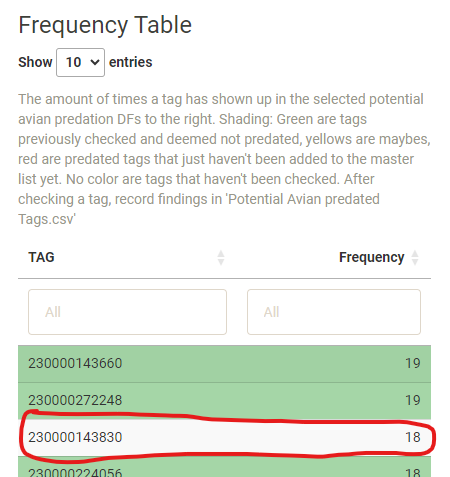 Frequency Table
Show 10 entries
The amount of times a tag has shown up in the selected potential
avian predation DFs to the right. Shading: Green are tags
previously checked and deemed not predated, yellows are maybes,
red are predated tags that just haven't been added to the master
list yet. No color are tags that haven't been checked. After
checking a tag, record findings in 'Potential Avian predated
Tags.csv'
TAG Frequency
All All
230000143660 19
230000272248 19
230000143830 18
230000224056 18